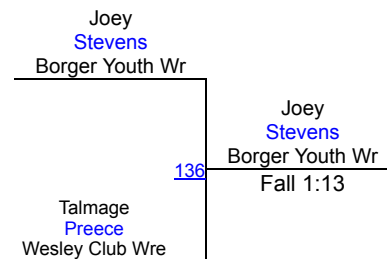 Joey
Stevens
Borger Youth Wr
Joey
Stevens
Borger Youth Wr
136
Fall 1:13
Talmage
Preece
Wesley Club Wre